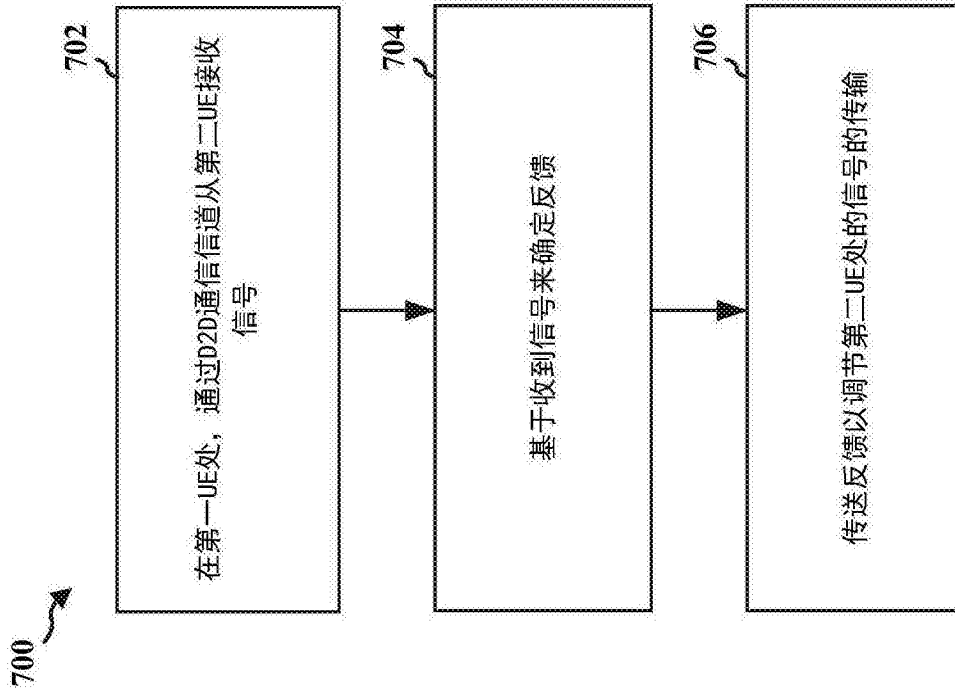 700
702
在第一UE处，通过D2D通信信道从第二UE接收
信号
704
基于收到信号来确定反馈
706
传送反馈以调节第二UE处的信号的传输